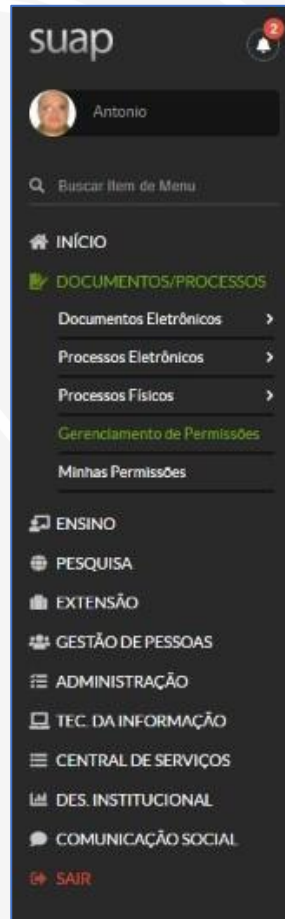 suap
2
Antonio
Buscar Item de Menu
INÍCIO
DOCUMENTOS/PROCESSOS
Documentos Eletrônicos
Processos Eletrônicos
Processos Físicos
Gerenciamento de Permissões
Minhas Permissões
ENSINO
PESQUISA
EXTENSÃO
GESTÃO DE PESSOAS
ADMINISTRAÇÃO
TEC. DA INFORMAÇÃO
CENTRAL DE SERVIÇOS
DES. INSTITUCIONAL
COMUNICAÇÃO SOCIAL
SAIR